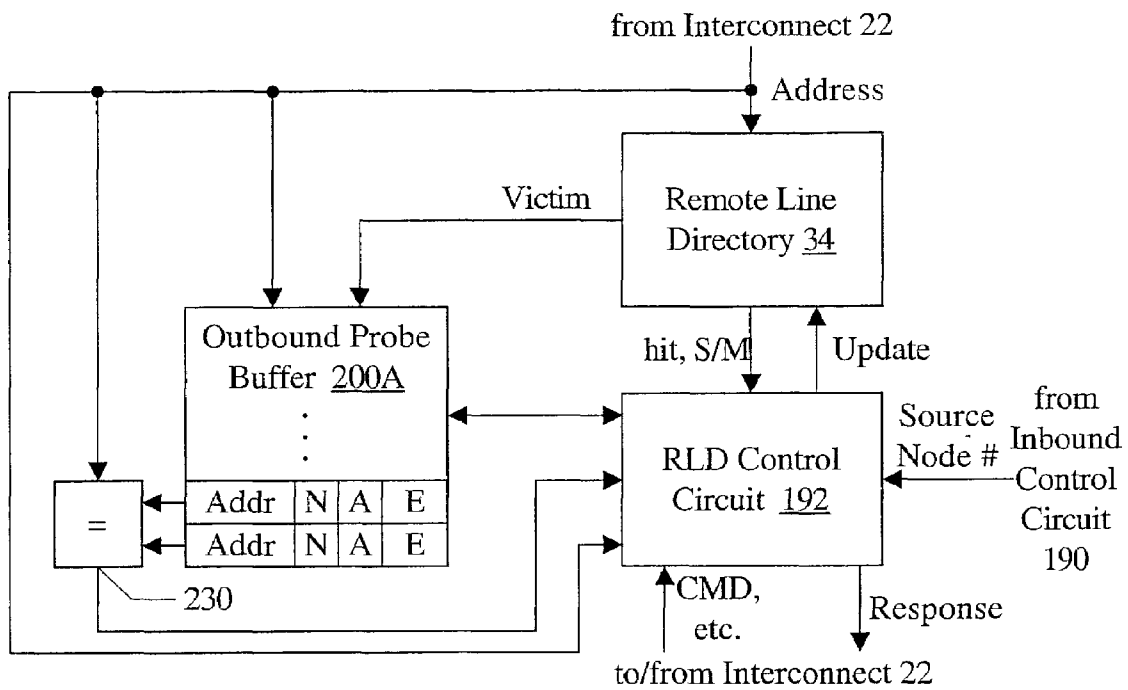 from Interconnect 22
Address
Victim
Remote Line
Directory 34
Outbound Probe
Buffer 200A
hit, S/M
Update
Source
Node #
from
Inbound
Control
Circuit
190
RLD Control
Circuit 192
Addr N A E
Addr N A E
=
230
CMD,
etc.
Response
to/from Interconnect 22